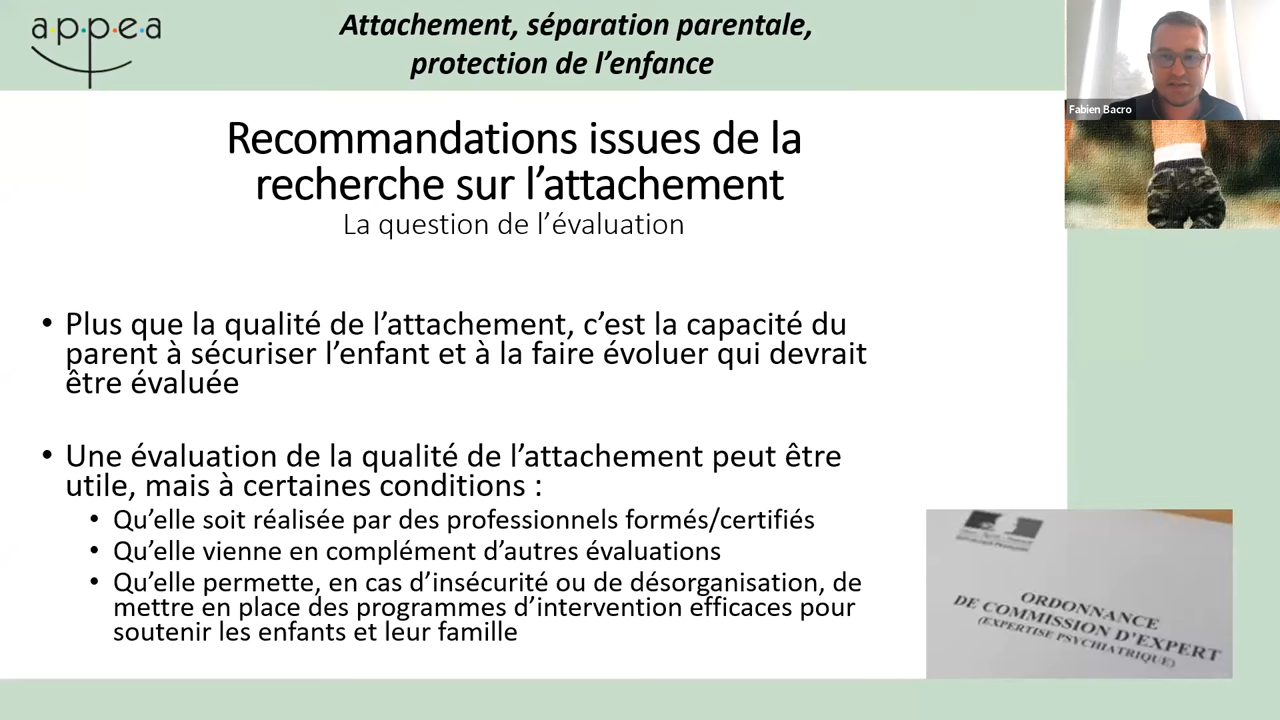 a.p.p.e.a
Attachement, séparation parentale,
protection de l’enfance
Fabien Bacro
Recommandations issues de la
recherche sur l’attachement
La question de l’évaluation
• Plus que la qualité de l’attachement, c’est la capacité du
parent à sécuriser l’enfant et à la faire évoluer qui devrait
être évaluée
• Une évaluation de la qualité de l’attachement peut être
utile, mais à certaines conditions :
• Qu’elle soit réalisée par des professionnels formés/certifiés
• Qu’elle vienne en complément d’autres évaluations
• Qu’elle permette, en cas d’insécurité ou de désorganisation, de
mettre en place des programmes d’intervention efficaces pour
soutenir les enfants et leur famille
ORDONNANCE
DE COMMISSION D'EXPERT
(EXPERTISE PSYCHIATRIQUE)